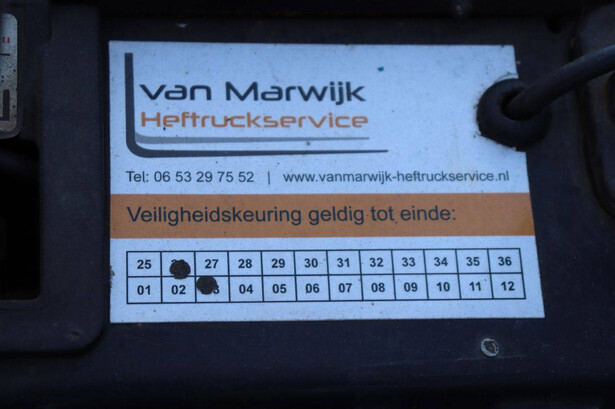 van Marwijk
Heftruckservice
Tel: 06 53 29 75 52 | www.vanmarwijk-heftruckservice.nl
Veiligheidskeuring geldig tot einde:
25 27 28 29 30 31 32 33 34 35 36
01 02 04 05 06 07 08 09 10 11 12